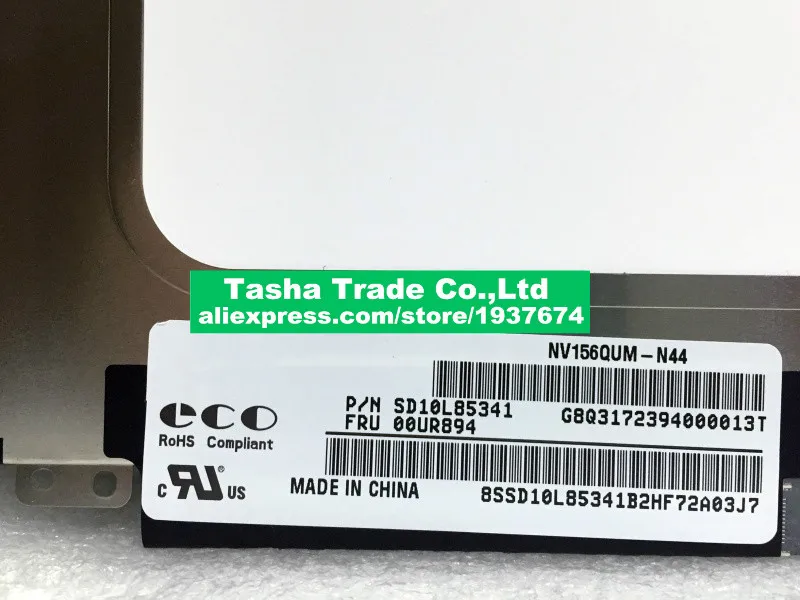 Tasha Trade Co.,Ltd
aliexpress.com/store/1937674
NV156QUM-N44
eco
RoHS Compliant
P/N SD10L85341
FRU 00UR894
G8Q3172394000013T
c RU® US
MADE IN CHINA
8SSD10L85341B2HF72A03J7